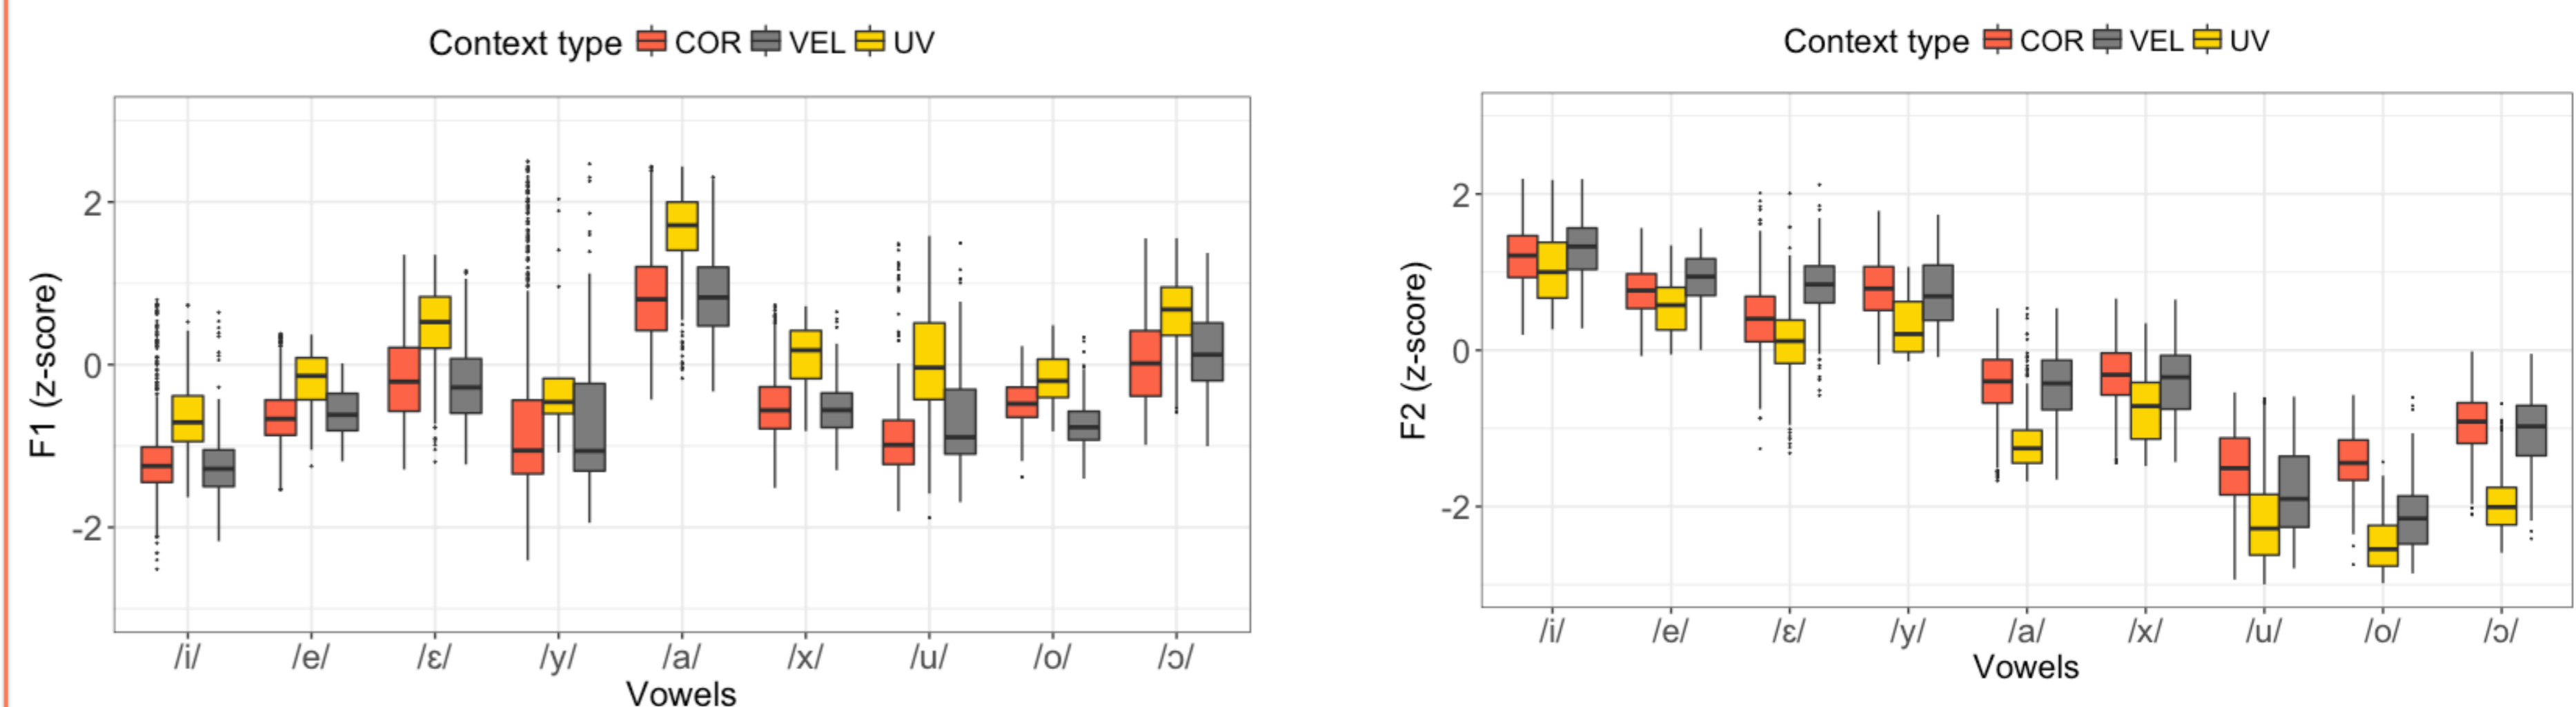 Context type COR VEL UV
F1 (z-score)
2
0
-2
/i/ /e/ /ɛ/ /y/ /a/ /x/ /u/ /o/ /ɔ/
Vowels
Context type COR VEL UV
F2 (z-score)
2
0
-2
/i/ /e/ /ɛ/ /y/ /a/ /x/ /u/ /o/ /ɔ/
Vowels